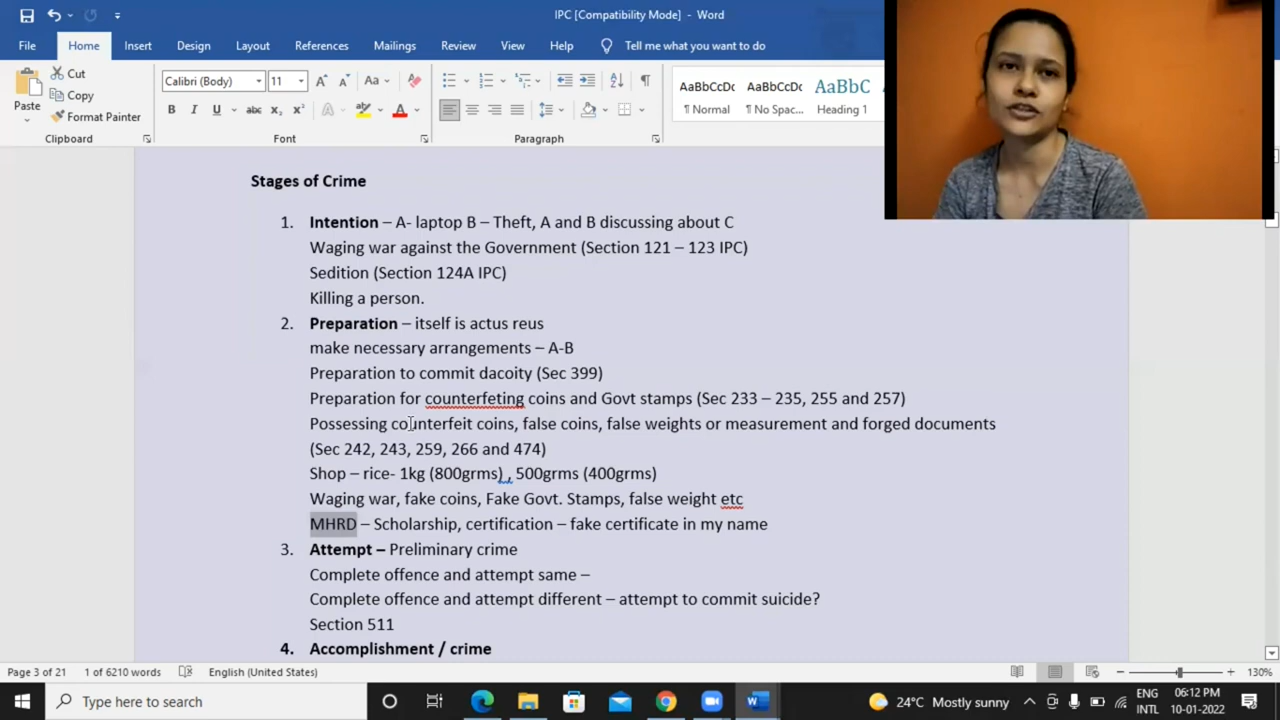 IPC [Compatibility Mode] - Word
File Home Insert Design Layout References Mailings Review View Help Tell me what you want to do
Paste
Cut
Copy
Format Painter
Clipboard
Calibri (Body) 11
Font
Paragraph
AaBbCcDc AaBbCcDc AaBbC
¶ Normal ¶ No Spac... Heading 1
Stages of Crime
1. Intention – A- laptop B – Theft, A and B discussing about C
Waging war against the Government (Section 121 – 123 IPC)
Sedition (Section 124A IPC)
Killing a person.
2. Preparation – itself is actus reus
make necessary arrangements – A-B
Preparation to commit dacoity (Sec 399)
Preparation for counterfeting coins and Govt stamps (Sec 233 – 235, 255 and 257)
Possessing counterfeit coins, false coins, false weights or measurement and forged documents
(Sec 242, 243, 259, 266 and 474)
Shop – rice- 1kg (800grms) , 500grms (400grms)
Waging war, fake coins, Fake Govt. Stamps, false weight etc
MHRD – Scholarship, certification – fake certificate in my name
3. Attempt – Preliminary crime
Complete offence and attempt same –
Complete offence and attempt different – attempt to commit suicide?
Section 511
4. Accomplishment / crime
Page 3 of 21 1 of 6210 words English (United States) 130%
Type here to search
24°C Mostly sunny
ENG
INTL
06:12 PM
10-01-2022